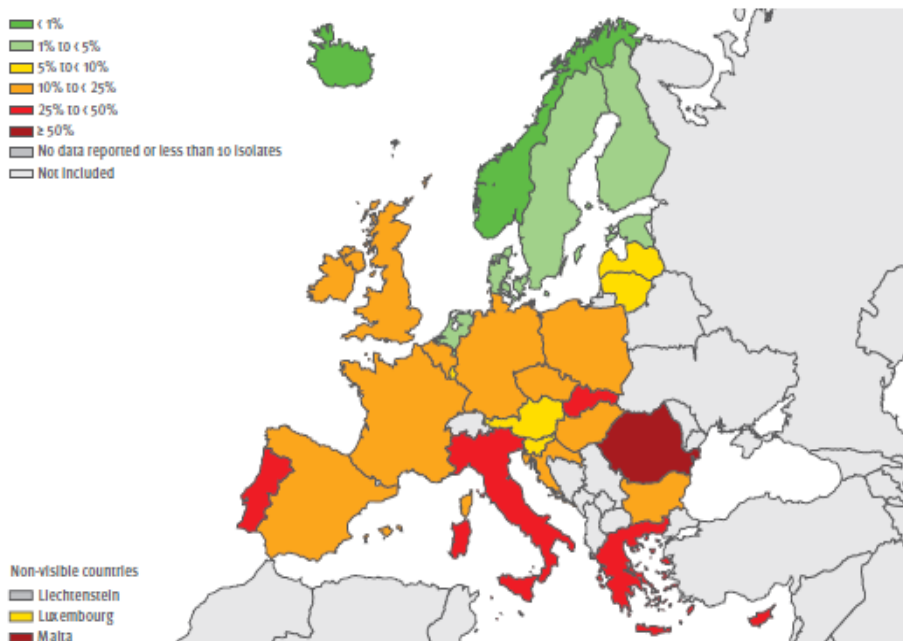 < 1%
1% to < 5%
5% to < 10%
10% to < 25%
25% to < 50%
≥ 50%
No data reported or less than 10 isolates
Not included
Non-visible countries
Liechtenstein
Luxembourg
Malta